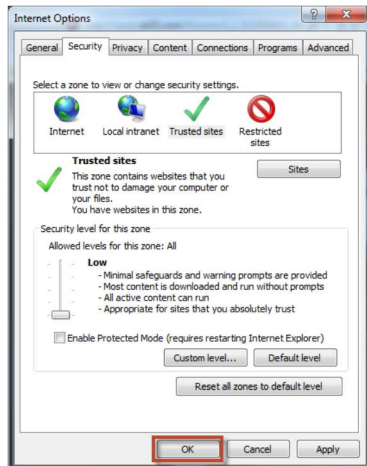 Internet Options
General Security Privacy Content Connections Programs Advanced
Select a zone to view or change security settings.
Internet Local intranet Trusted sites Restricted
sites
Trusted sites
Sites
This zone contains websites that you
trust not to damage your computer or
your files.
You have websites in this zone.
Security level for this zone
Allowed levels for this zone: All
Low
- Minimal safeguards and warning prompts are provided
- Most content is downloaded and run without prompts
- All active content can run
- Appropriate for sites that you absolutely trust
Enable Protected Mode (requires restarting Internet Explorer)
Custom level... Default level
Reset all zones to default level
OK Cancel Apply